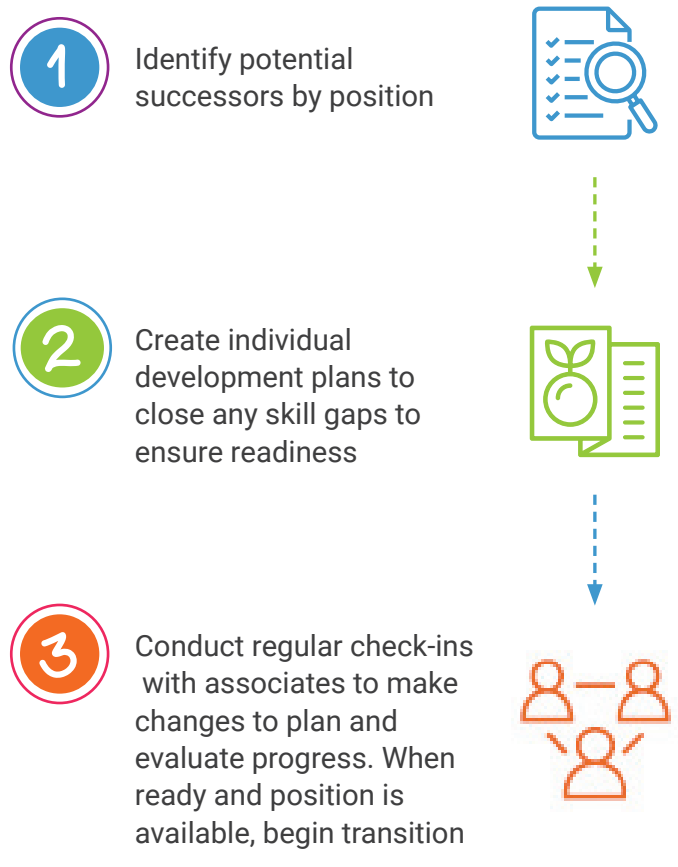 1
Identify potential
successors by position
2
Create individual
development plans to
close any skill gaps to
ensure readiness
3
Conduct regular check-ins
with associates to make
changes to plan and
evaluate progress. When
ready and position is
available, begin transition